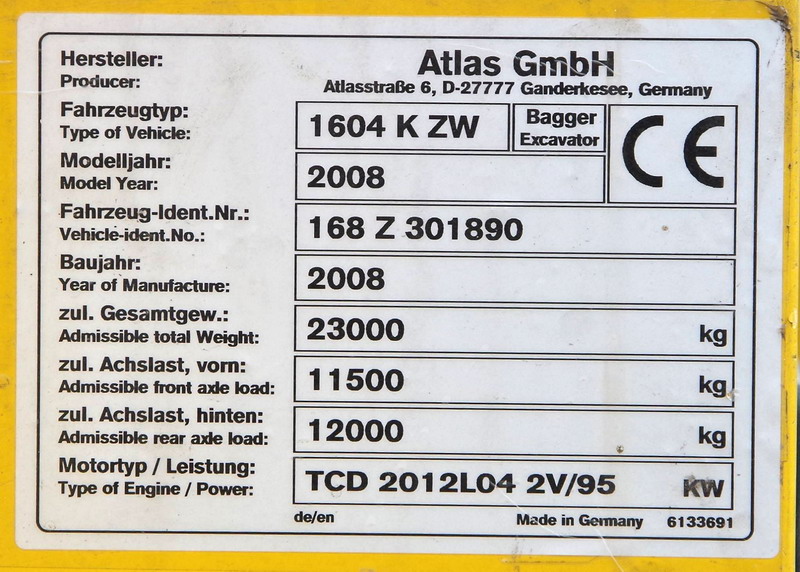 Hersteller: Atlas GmbH
Producer: Atlasstraße 6, D-27777 Ganderkesee, Germany
Fahrzeugtyp: 1604 K ZW Bagger
Type of Vehicle: Excavator
CE
Modelljahr: 2008
Model Year:
Fahrzeug-Ident.Nr.: 168 Z 301890
Vehicle-ident.No.:
Baujahr: 2008
Year of Manufacture:
zul. Gesamtgew.: 23000 kg
Admissible total Weight:
zul. Achslast, vorn: 11500 kg
Admissible front axle load:
zul. Achslast, hinten: 12000 kg
Admissible rear axle load:
Motortyp / Leistung: TCD 2012L04 2V/95 KW
Type of Engine / Power:
de/en Made in Germany 6133691